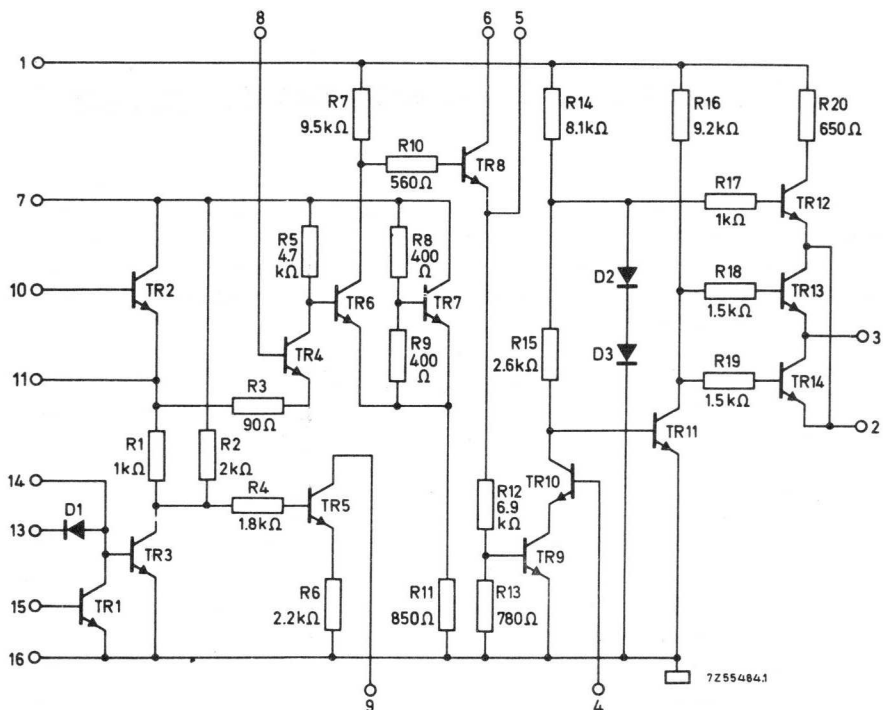 8
6
5
1
R7
9.5kΩ
R14
8.1kΩ
R16
9.2kΩ
R20
650Ω
R10
560Ω
TR8
7
R17
1kΩ
TR12
R5
4.7
kΩ
R8
400
Ω
D2
10
TR2
TR6
TR7
R18
1.5kΩ
TR13
3
TR4
R9
400
Ω
R15
2.6kΩ
D3
11
R3
90Ω
R19
1.5kΩ
TR14
2
R1
1kΩ
R2
2kΩ
TR11
14
R4
1.8kΩ
TR5
R12
6.9
kΩ
TR10
13
D1
TR3
TR9
15
TR1
R6
2.2kΩ
R11
850Ω
R13
780Ω
16
7Z55484.1
9
4